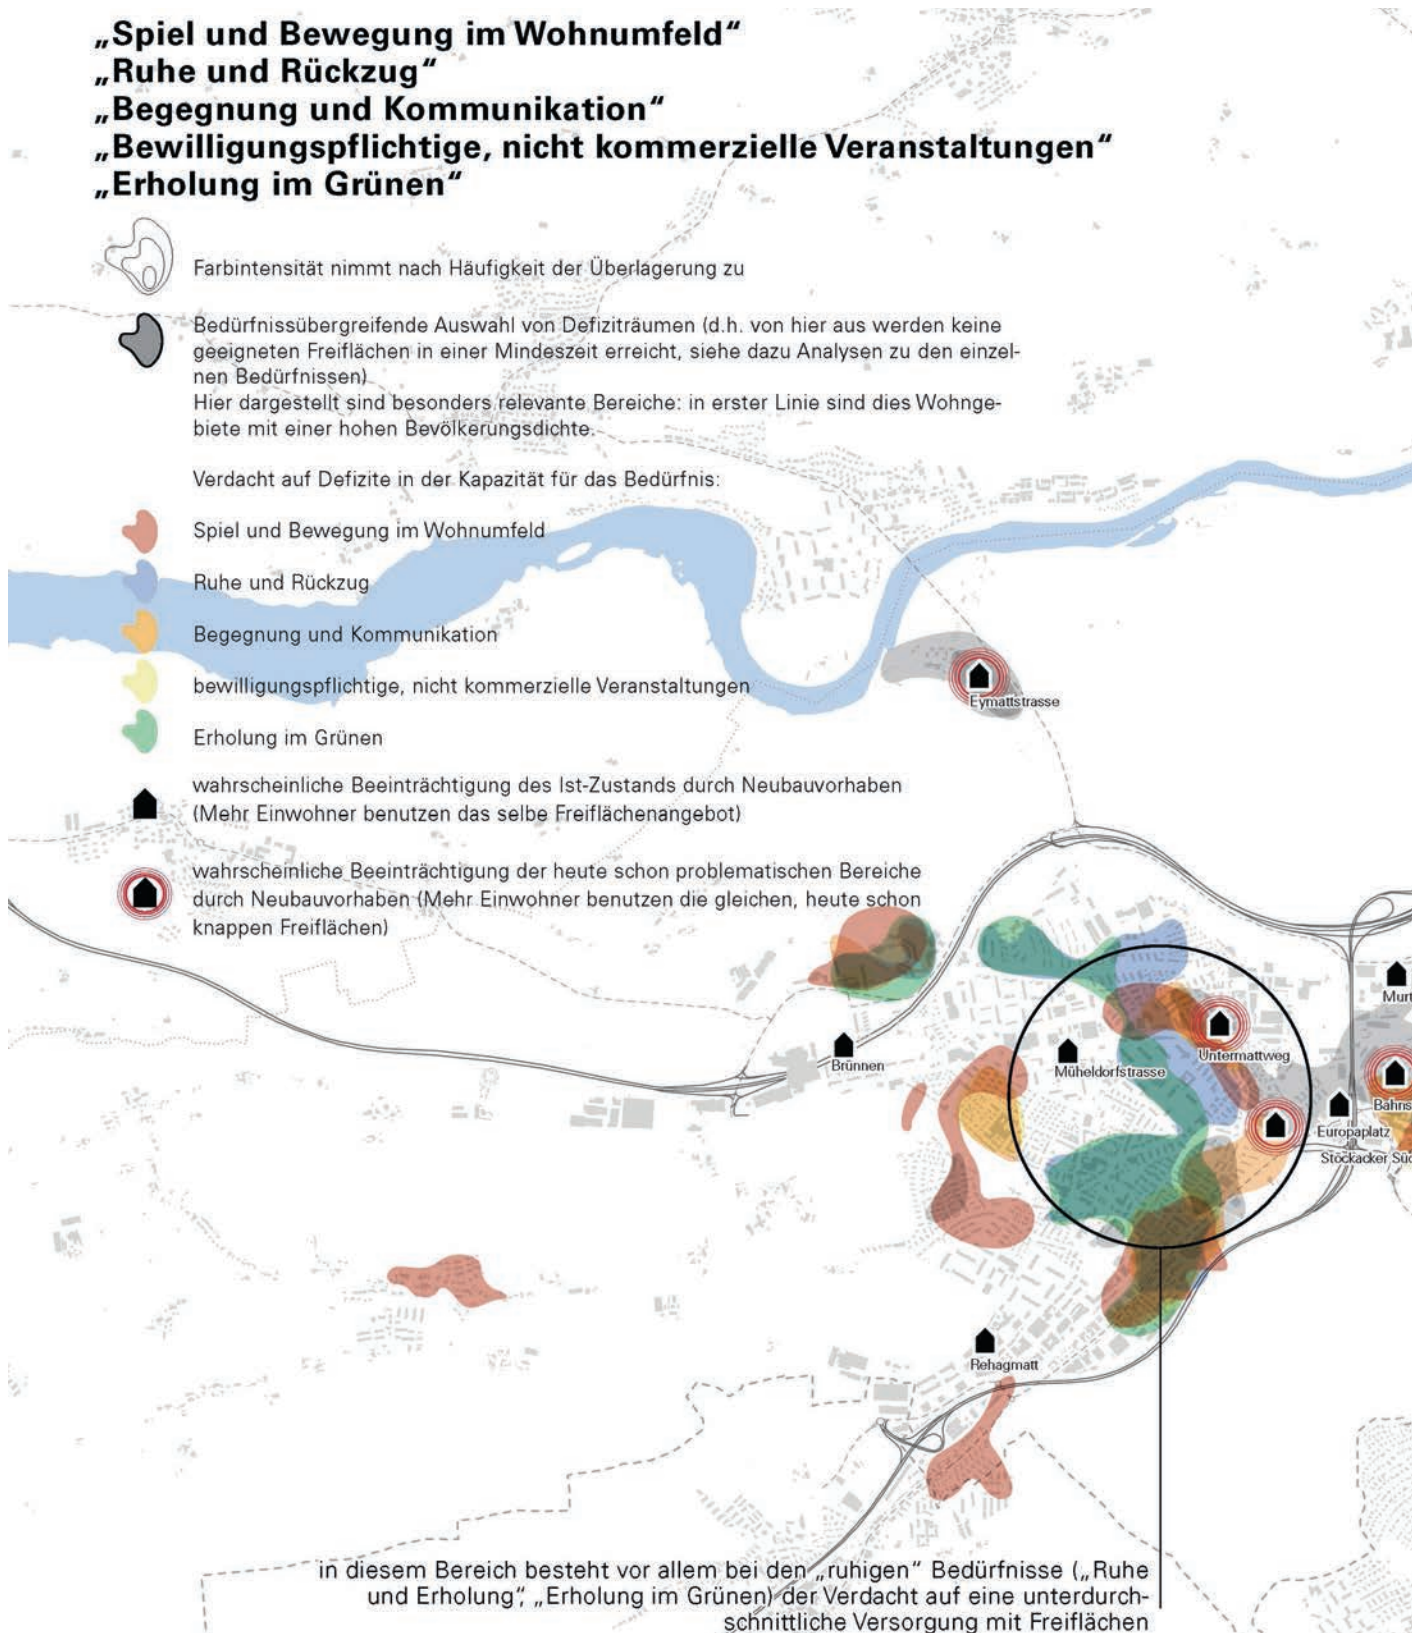 „Spiel und Bewegung im Wohnumfeld“
„Ruhe und Rückzug“
„Begegnung und Kommunikation“
„Bewilligungspflichtige, nicht kommerzielle Veranstaltungen“
„Erholung im Grünen“
Farbintensität nimmt nach Häufigkeit der Überlagerung zu
Bedürfnissübergreifende Auswahl von Defiziträumen (d.h. von hier aus werden keine
geeigneten Freiflächen in einer Mindeszeit erreicht, siehe dazu Analysen zu den einzel-
nen Bedürfnissen)
Hier dargestellt sind besonders relevante Bereiche: in erster Linie sind dies Wohnge-
biete mit einer hohen Bevölkerungsdichte.
Verdacht auf Defizite in der Kapazität für das Bedürfnis:
Spiel und Bewegung im Wohnumfeld
Ruhe und Rückzug
Begegnung und Kommunikation
bewilligungspflichtige, nicht kommerzielle Veranstaltungen
Erholung im Grünen
wahrscheinliche Beeinträchtigung des Ist-Zustands durch Neubauvorhaben
(Mehr Einwohner benutzen das selbe Freiflächenangebot)
wahrscheinliche Beeinträchtigung der heute schon problematischen Bereiche
durch Neubauvorhaben (Mehr Einwohner benutzen die gleichen, heute schon
knappen Freiflächen)
Eymattstrasse
Murt
Untermattweg
Brünnen
Müheldorfstrasse
Bahns
Europaplatz
Stöckacker Süd
Rehagmatt
in diesem Bereich besteht vor allem bei den „ruhigen“ Bedürfnisse („Ruhe
und Erholung“, „Erholung im Grünen) der Verdacht auf eine unterdurch-
schnittliche Versorgung mit Freiflächen